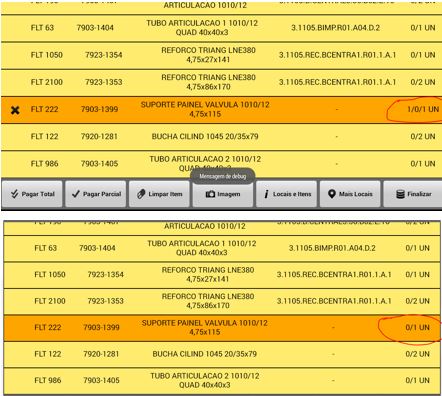 ARTICULACAO 1010/12
FLT 63 7903-1404 TUBO ARTICULACAO 1 1010/12 QUAD 40x40x3 3.1105.BIMP.R01.A04.D.2 0/1 UN
FLT 1050 7923-1354 REFORCO TRIANG LNE380 4,75x27x141 3.1105.REC.BCENTRA1.R01.1.A.1 0/1 UN
FLT 2100 7923-1353 REFORCO TRIANG LNE380 4,75x86x170 3.1105.REC.BCENTRA1.R01.1.A.1 0/2 UN
FLT 222 7903-1399 SUPORTE PAINEL VALVULA 1010/12 4,75x115 - 1/0/1 UN
FLT 122 7920-1281 BUCHA CILIND 1045 20/35x79 - 0/2 UN
FLT 986 7903-1405 TUBO ARTICULACAO 2 1010/12 QUAD 40x40x3 - 0/1 UN
Mensagem de debug
Pagar Total Pagar Parcial Limpar Item Imagem Locais e Itens Mais Locais Finalizar
ARTICULACAO 1010/12
FLT 63 7903-1404 TUBO ARTICULACAO 1 1010/12 QUAD 40x40x3 3.1105.BIMP.R01.A04.D.2 0/1 UN
FLT 1050 7923-1354 REFORCO TRIANG LNE380 4,75x27x141 3.1105.REC.BCENTRA1.R01.1.A.1 0/1 UN
FLT 2100 7923-1353 REFORCO TRIANG LNE380 4,75x86x170 3.1105.REC.BCENTRA1.R01.1.A.1 0/2 UN
FLT 222 7903-1399 SUPORTE PAINEL VALVULA 1010/12 4,75x115 - 0/1 UN
FLT 122 7920-1281 BUCHA CILIND 1045 20/35x79 - 0/2 UN
FLT 986 7903-1405 TUBO ARTICULACAO 2 1010/12 QUAD 40x40x3 - 0/1 UN